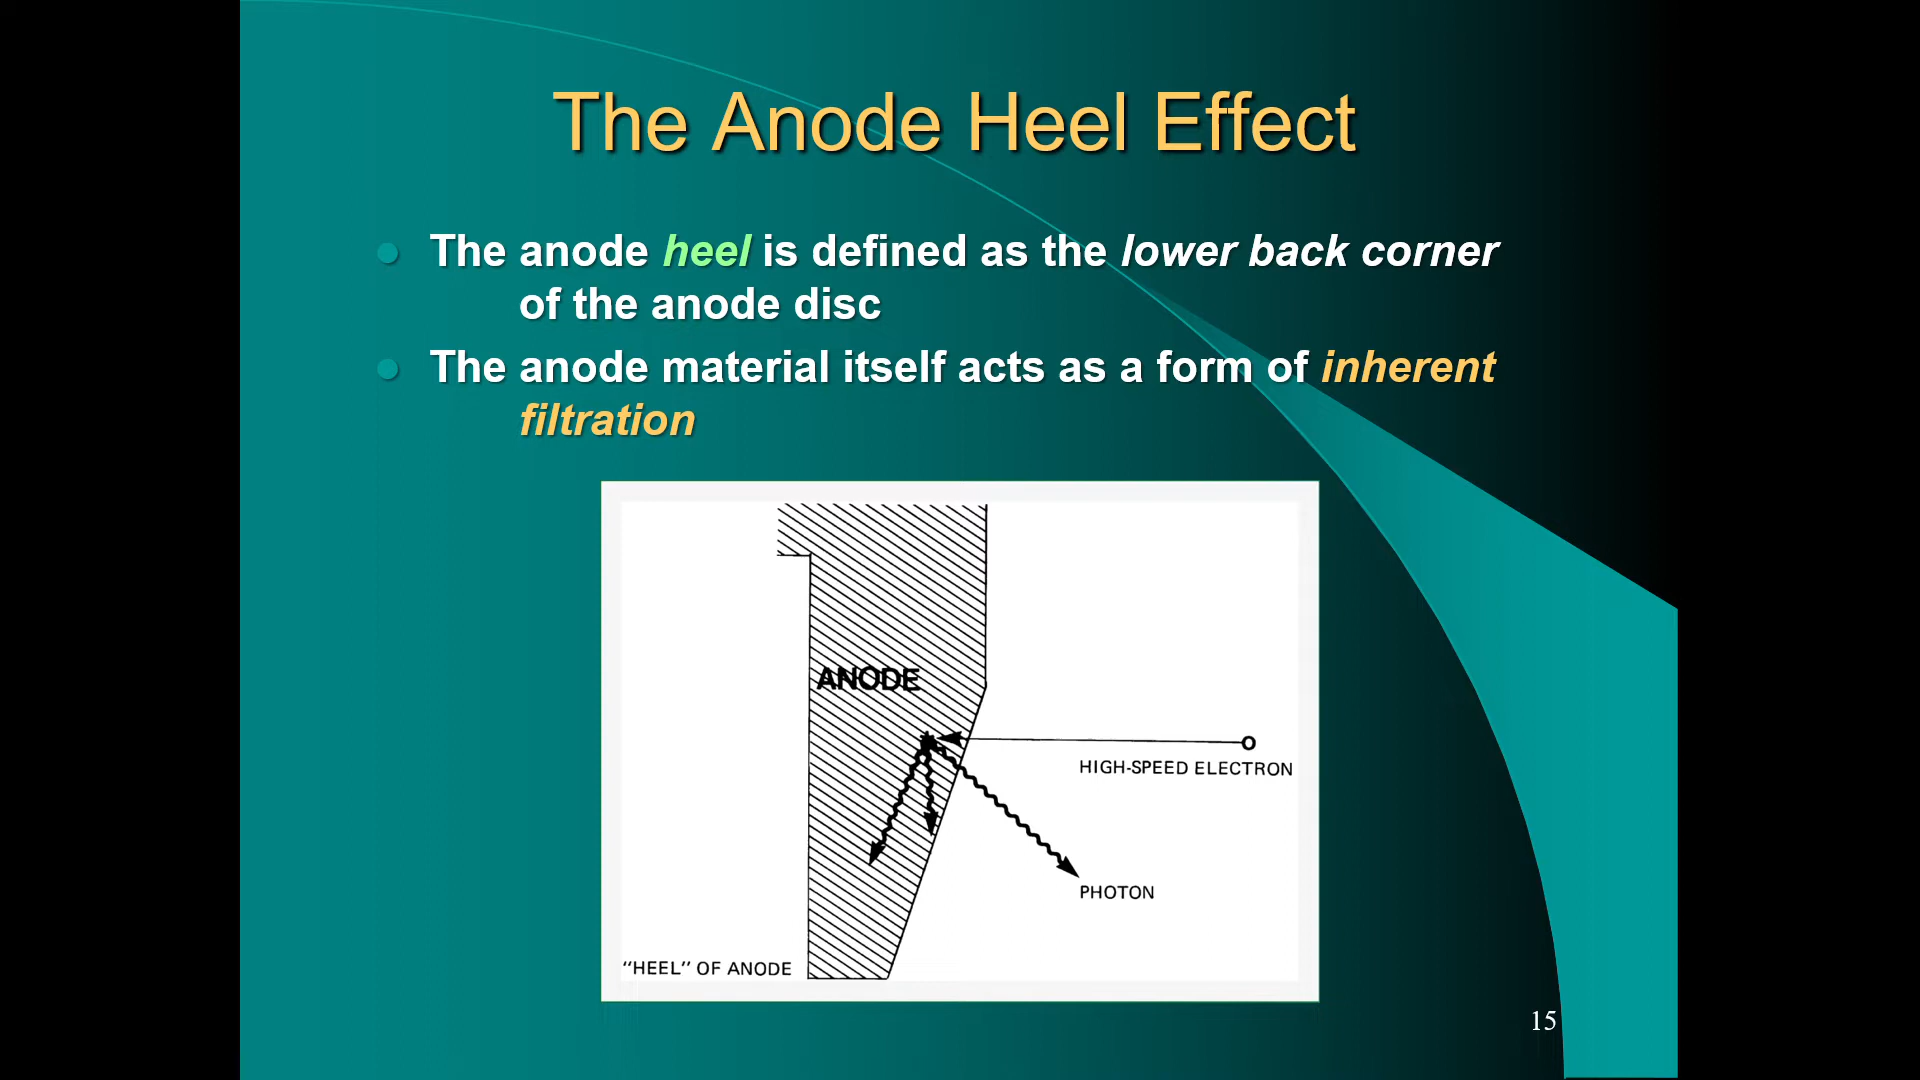 The Anode Heel Effect
The anode heel is defined as the lower back corner
of the anode disc
The anode material itself acts as a form of inherent
filtration
ANODE
HIGH-SPEED ELECTRON
PHOTON
“HEEL” OF ANODE
15